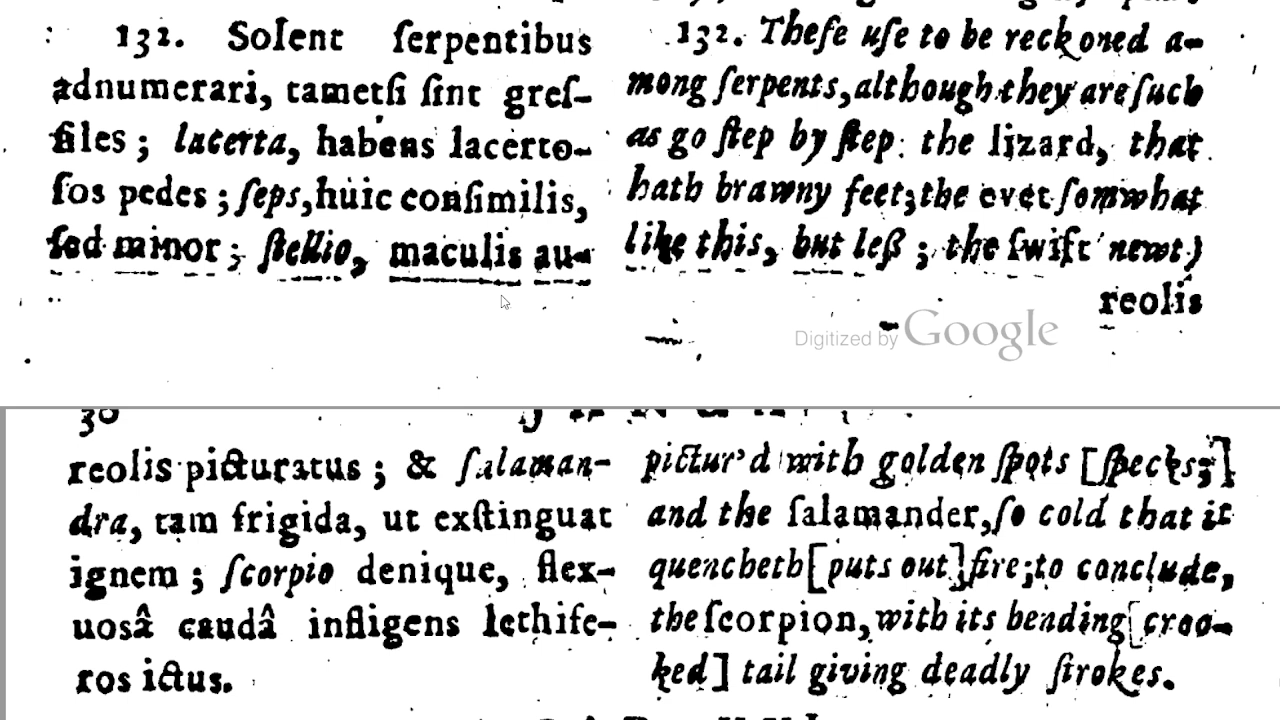 132. Solent ſerpentibus
adnumerari, tametſi ſint greſ-
ſiles; lacerta, habens lacerto-
ſos pedes; ſeps, huic conſimilis,
ſed minor; ſtellio, maculis au-
132. Theſe uſe to be reckoned a-
mong ſerpents, although they are ſuch
as go ſtep by ſtep: the lizard, that
hath brawny feet; the evet ſomwhat
like this, but leß; the ſwift newt)
reolis
Digitized by Google
30
reolis picturatus; & ſalaman-
dra, tam frigida, ut exſtinguat
ignem; ſcorpio denique, flex-
uosâ caudâ infligens lethife-
ros ictus.
pictur'd with golden ſpots [ſpecks;]
and the ſalamander, ſo cold that it
quencheth [puts out] fire; to conclude,
the ſcorpion, with its bending [croo-
ked] tail giving deadly ſtrokes.